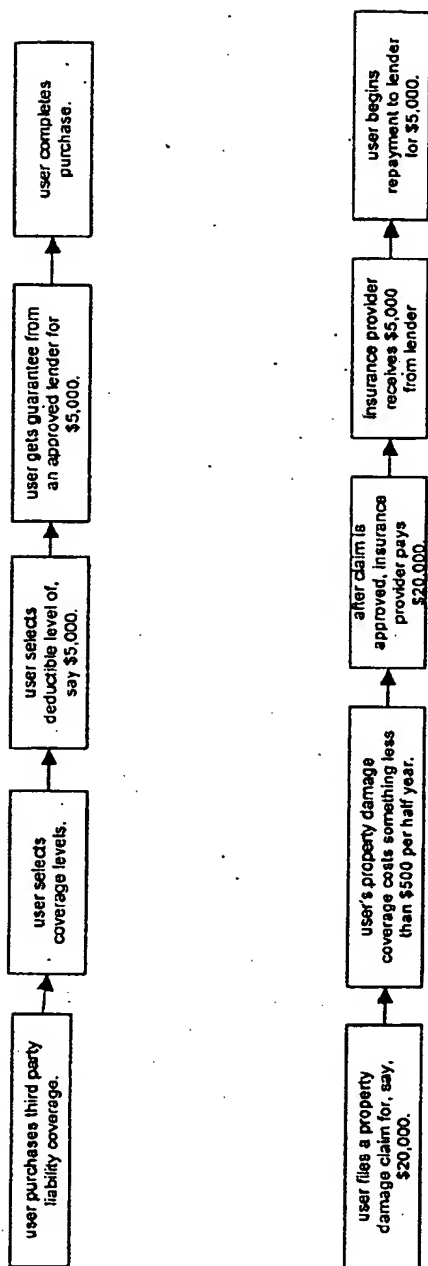 user purchases third party
liability coverage.
user selects
coverage levels.
user selects
deductible level of,
say $5,000.
user gets guarantee from
an approved lender for
$5,000.
user completes
purchase.
user files a property
damage claim for, say,
$20,000.
user's property damage
coverage costs something less
than $500 per half year.
after claim is
approved, insurance
provider pays
$20,000.
Insurance provider
receives $5,000
from lender
user begins
repayment to lender
for $5,000.